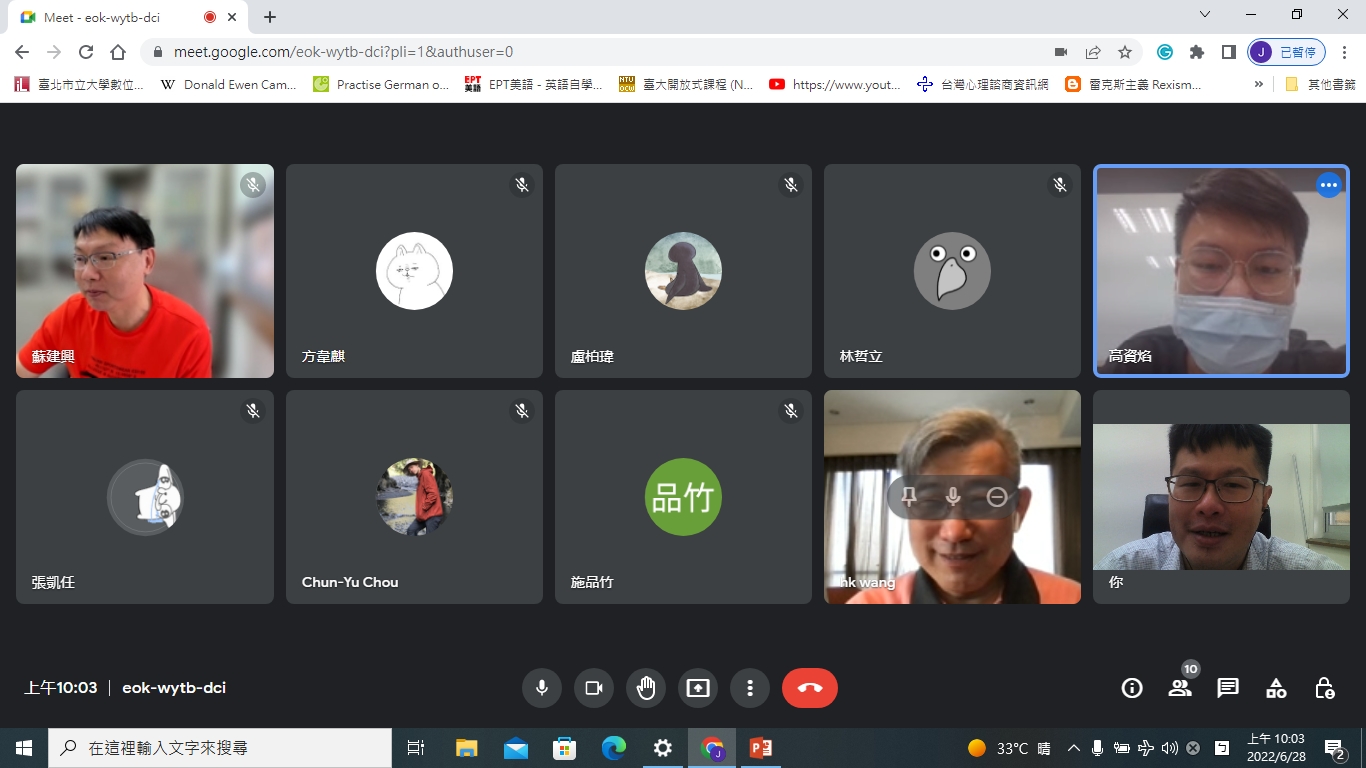 Meet - eok-wytb-dci
meet.google.com/eok-wytb-dci?pli=1&authuser=0
J 已暫停
臺北市立大學數位...
W Donald Ewen Cam...
Practise German o...
EPT 美語 EPT美語 - 英語自學...
NTU OCW 臺大開放式課程 (N...
https://www.yout...
台灣心理諮商資訊網
雷克斯主義 Rexism...
»
其他書籤
蘇建興
方韋麒
盧柏瑋
林哲立
高資焰
張凱任
Chun-Yu Chou
品竹
施品竹
hk wang
你
上午10:03 | eok-wytb-dci
10
在這裡輸入文字來搜尋
33°C 晴
上午 10:03
2022/6/28
2